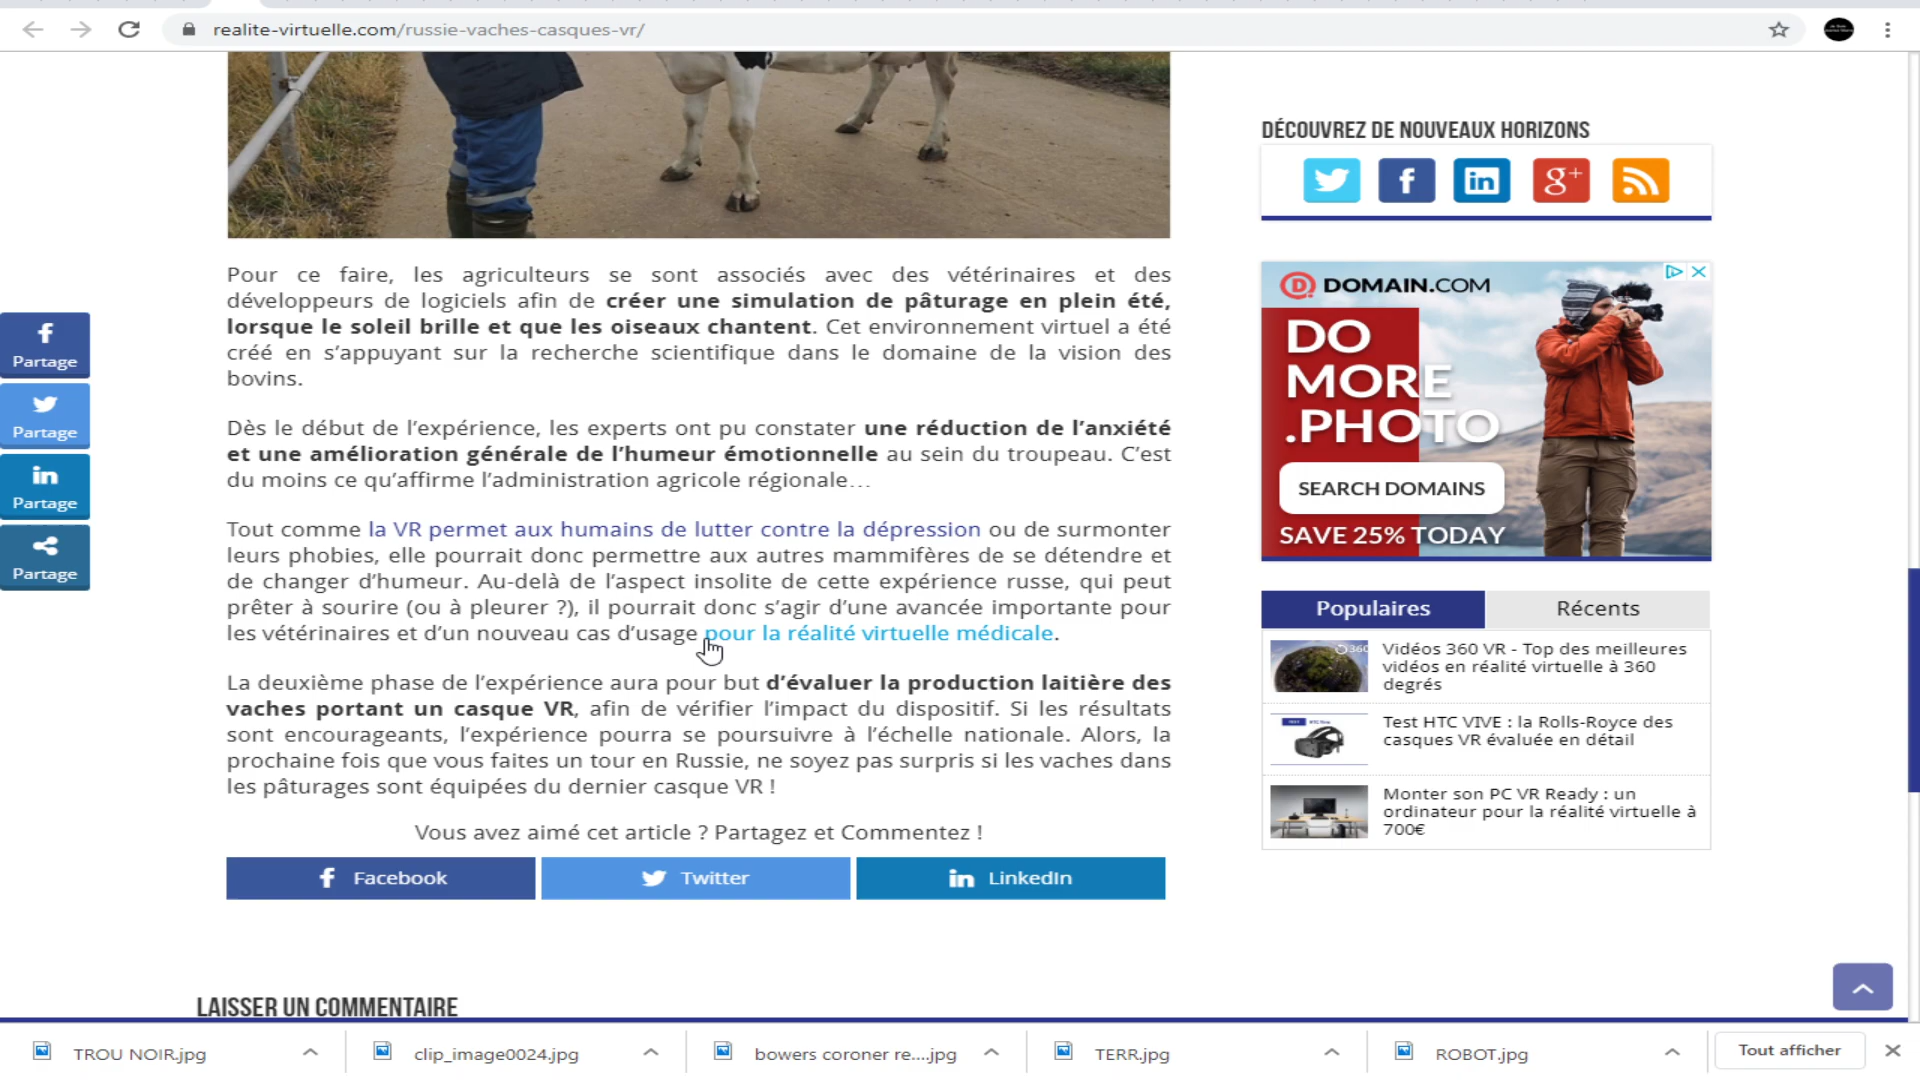 realite-virtuelle.com/russie-vaches-casques-vr/
DÉCOUVREZ DE NOUVEAUX HORIZONS
Pour ce faire, les agriculteurs se sont associés avec des vétérinaires et des
développeurs de logiciels afin de créer une simulation de pâturage en plein été,
lorsque le soleil brille et que les oiseaux chantent. Cet environnement virtuel a été
créé en s’appuyant sur la recherche scientifique dans le domaine de la vision des
bovins.
Dès le début de l’expérience, les experts ont pu constater une réduction de l’anxiété
et une amélioration générale de l’humeur émotionnelle au sein du troupeau. C’est
du moins ce qu’affirme l’administration agricole régionale…
Tout comme la VR permet aux humains de lutter contre la dépression ou de surmonter
leurs phobies, elle pourrait donc permettre aux autres mammifères de se détendre et
de changer d’humeur. Au-delà de l’aspect insolite de cette expérience russe, qui peut
prêter à sourire (ou à pleurer ?), il pourrait donc s’agir d’une avancée importante pour
les vétérinaires et d’un nouveau cas d’usage pour la réalité virtuelle médicale.
La deuxième phase de l’expérience aura pour but d’évaluer la production laitière des
vaches portant un casque VR, afin de vérifier l’impact du dispositif. Si les résultats
sont encourageants, l’expérience pourra se poursuivre à l’échelle nationale. Alors, la
prochaine fois que vous faites un tour en Russie, ne soyez pas surpris si les vaches dans
les pâturages sont équipées du dernier casque VR !
Vous avez aimé cet article ? Partagez et Commentez !
Facebook
Twitter
LinkedIn
LAISSER UN COMMENTAIRE
Partage
Partage
Partage
Partage
DOMAIN.COM
DO
MORE
.PHOTO
SEARCH DOMAINS
SAVE 25% TODAY
Populaires
Récents
Vidéos 360 VR - Top des meilleures
vidéos en réalité virtuelle à 360
degrés
Test HTC VIVE : la Rolls-Royce des
casques VR évaluée en détail
Monter son PC VR Ready : un
ordinateur pour la réalité virtuelle à
700€
TROU NOIR.jpg
clip_image0024.jpg
bowers coroner re....jpg
TERR.jpg
ROBOT.jpg
Tout afficher